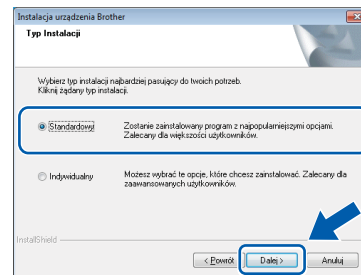 Instalacja urządzenia Brother
Typ Instalacji
Wybierz typ instalacji najbardziej pasujący do twoich potrzeb.
Kliknij żądany typ instalacji.
Standardowy
Zostanie zainstalowany program z najpopularniejszymi opcjami.
Zalecany dla większości użytkowników.
Indywidualny
Możesz wybrać te opcje, które chcesz zainstalować. Zalecany dla
zaawansowanych użytkowników.
InstallShield
< Powrót
Dalej >
Anuluj